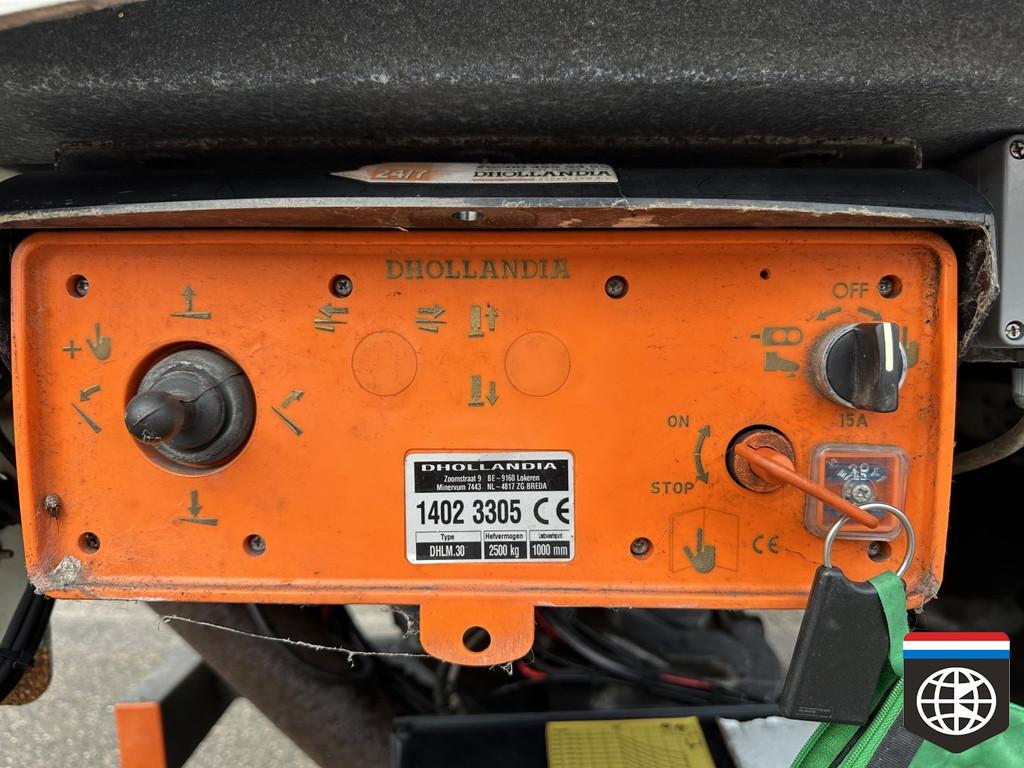 24/7
DHOLLANDIA
DHOLLANDIA
OFF
15A
ON
STOP
DHOLLANDIA
Zoomstraat 9 BE-9160 Lokeren
Minervum 7443 NL-4817 ZG BREDA
1402 3305 CE
Type Hefvermogen
DHLM.30 2500 kg 1000 mm
CE
15